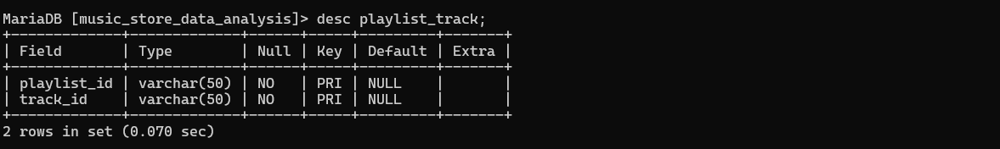 MariaDB [music_store_data_analysis]> desc playlist_track;
+-------------+-------------+------+-----+---------+-------+
| Field       | Type        | Null | Key | Default | Extra |
+-------------+-------------+------+-----+---------+-------+
| playlist_id | varchar(50) | NO   | PRI | NULL    |       |
| track_id    | varchar(50) | NO   | PRI | NULL    |       |
+-------------+-------------+------+-----+---------+-------+
2 rows in set (0.070 sec)